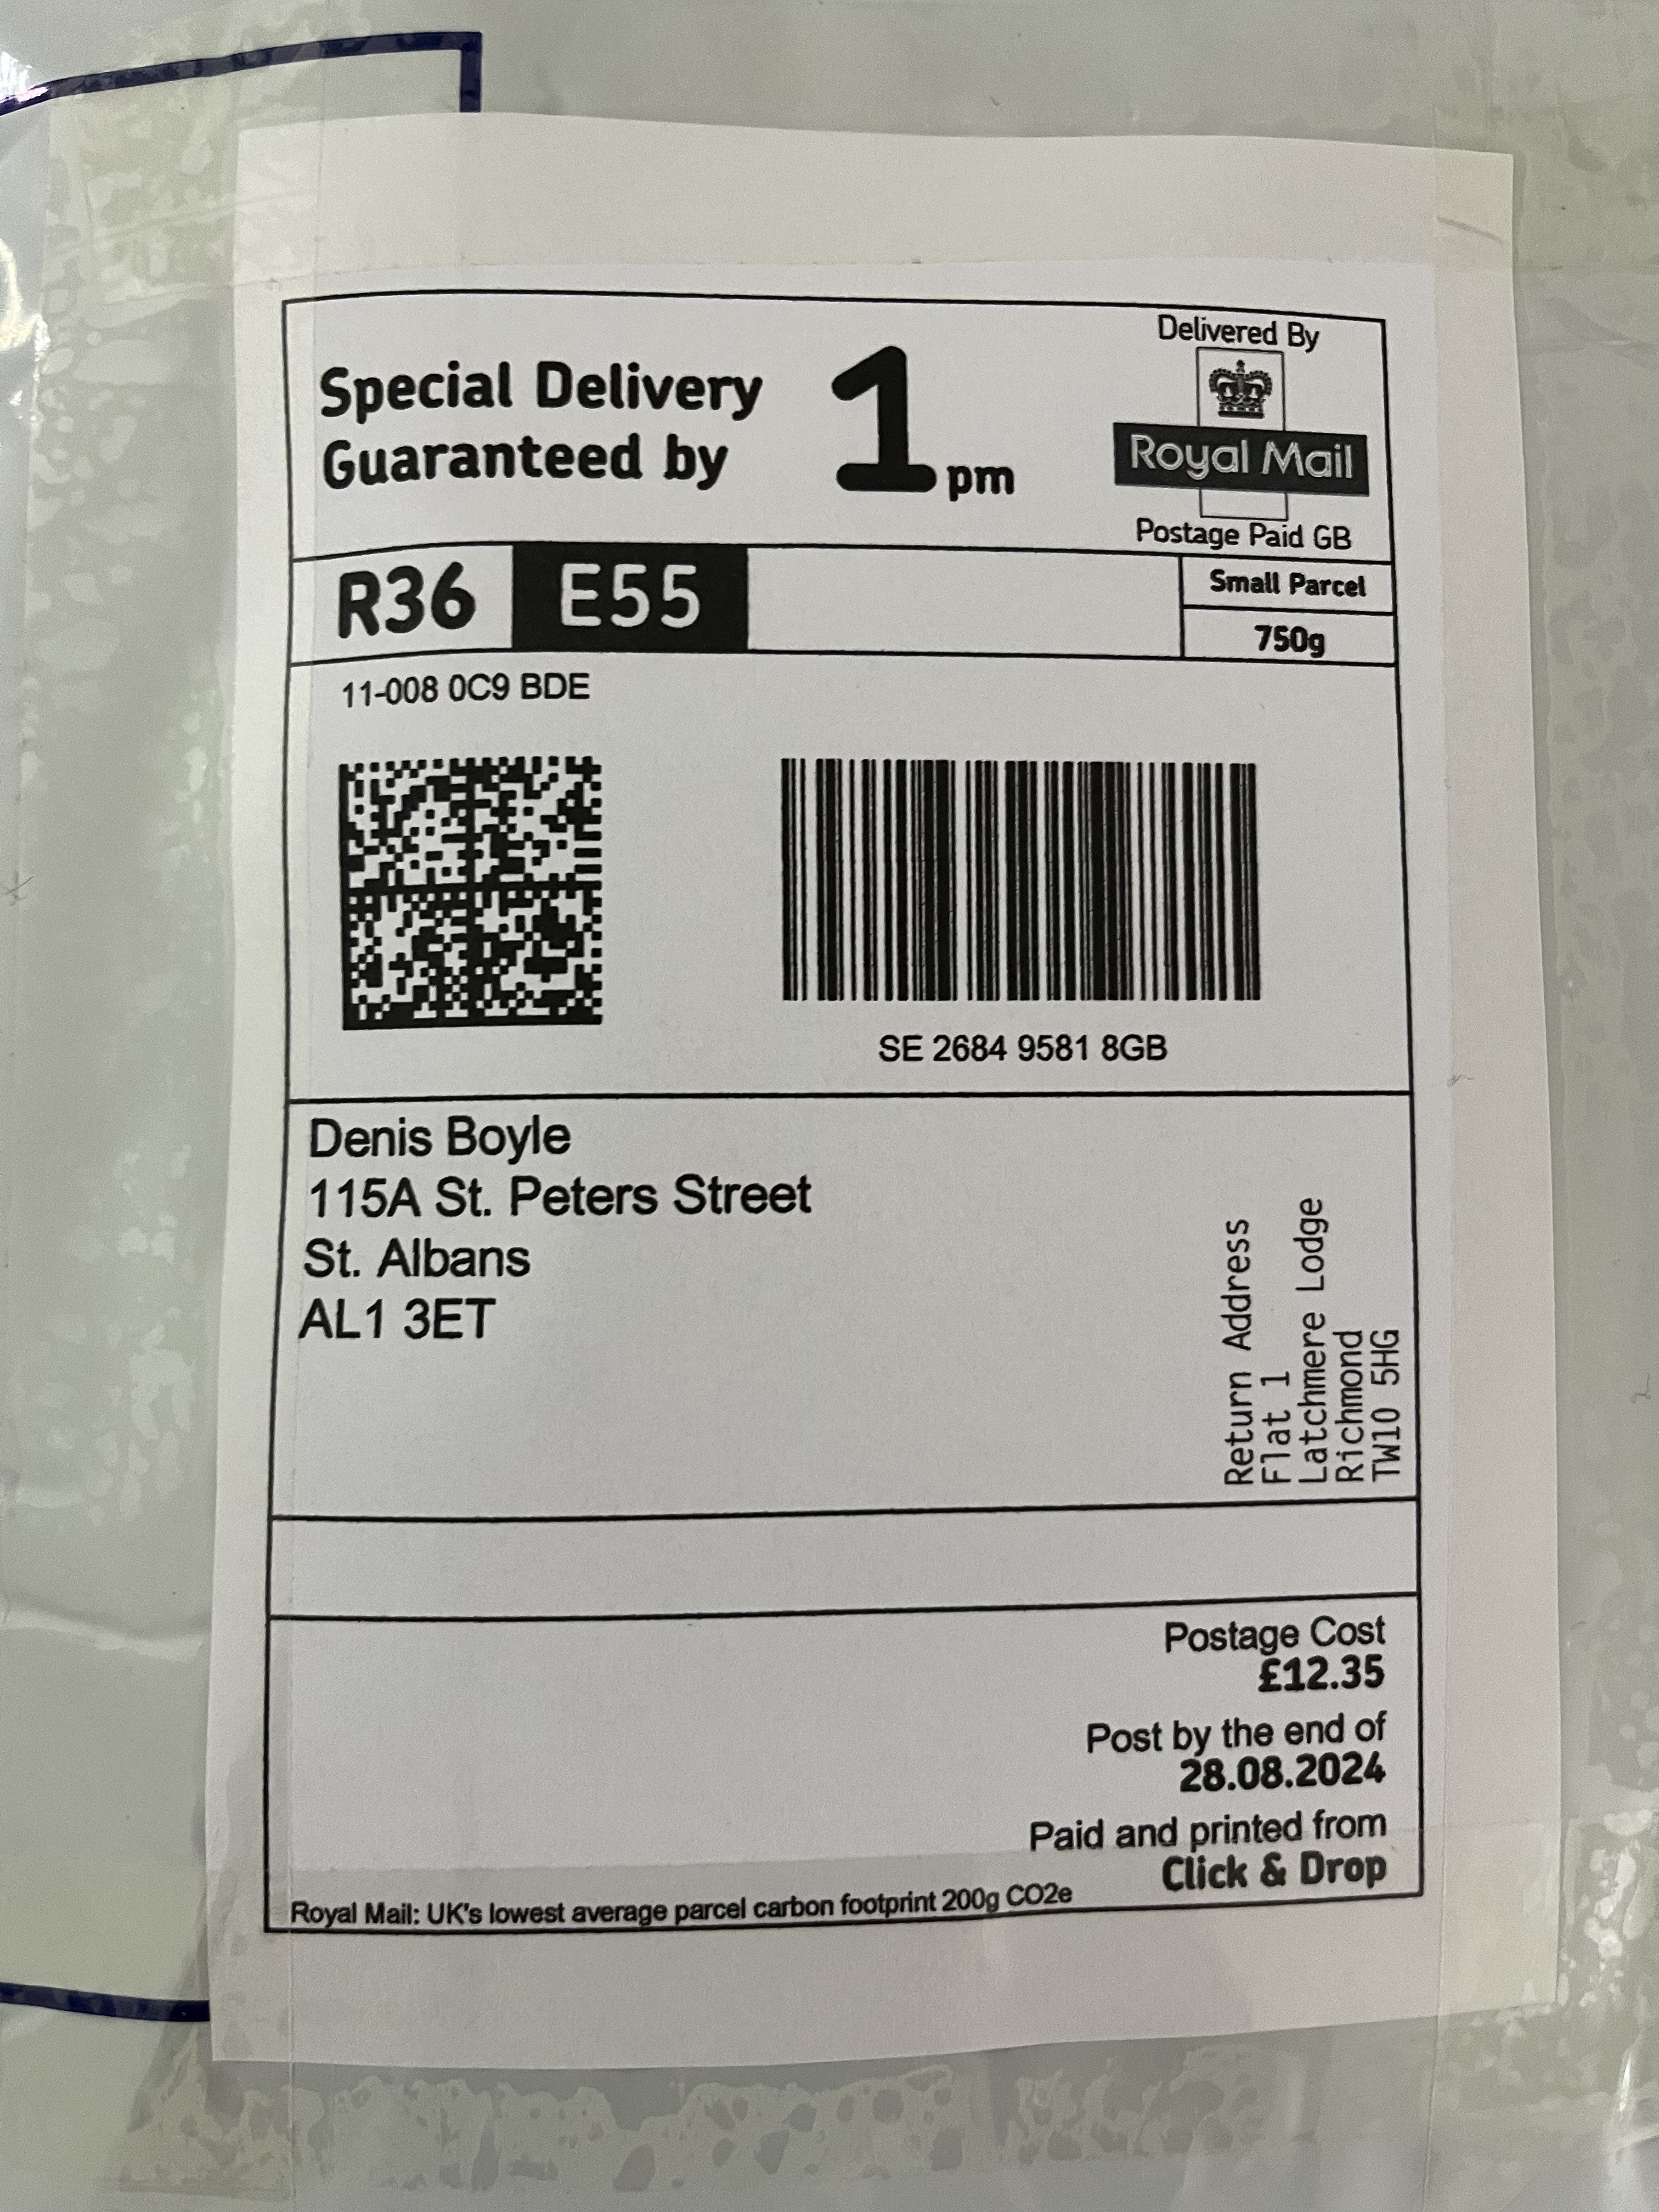 Special Delivery
Guaranteed by
1pm
Delivered By
Royal Mail
Postage Paid GB
R36 E55
Small Parcel
750g
11-008 0C9 BDE
SE 2684 9581 8GB
Denis Boyle
115A St. Peters Street
St. Albans
AL1 3ET
Return Address
Flat 1
Latchmere Lodge
Richmond
TW10 5HG
Postage Cost
£12.35
Post by the end of
28.08.2024
Paid and printed from
Click & Drop
Royal Mail: UK's lowest average parcel carbon footprint 200g CO2e